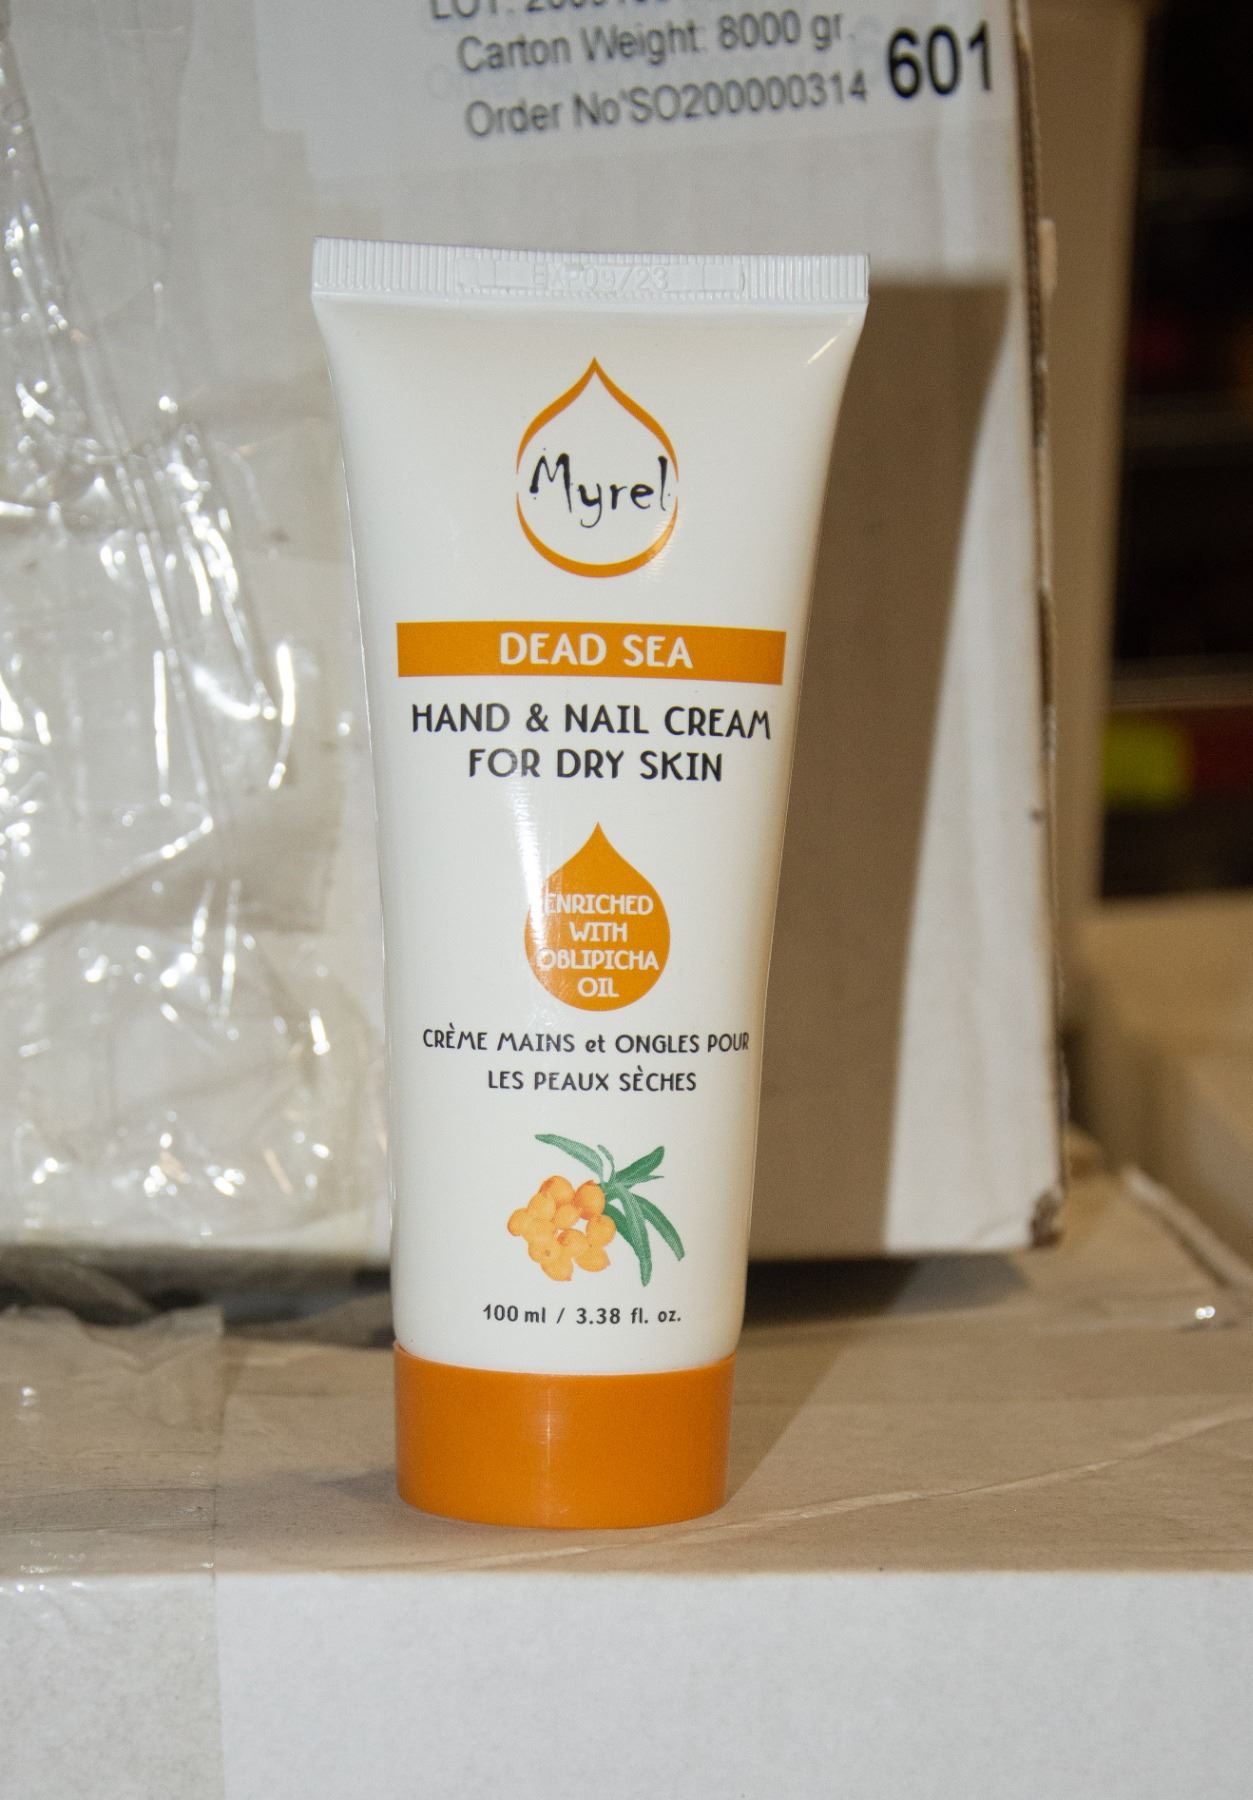 Carton Weight: 8000 gr.
601
Order No'SO200000314
EXP09/23
Myrel
DEAD SEA
HAND & NAIL CREAM
FOR DRY SKIN
ENRICHED
WITH
OBLIPICHA
OIL
CRÈME MAINS et ONGLES POUR
LES PEAUX SÈCHES
100 ml / 3.38 fl. oz.